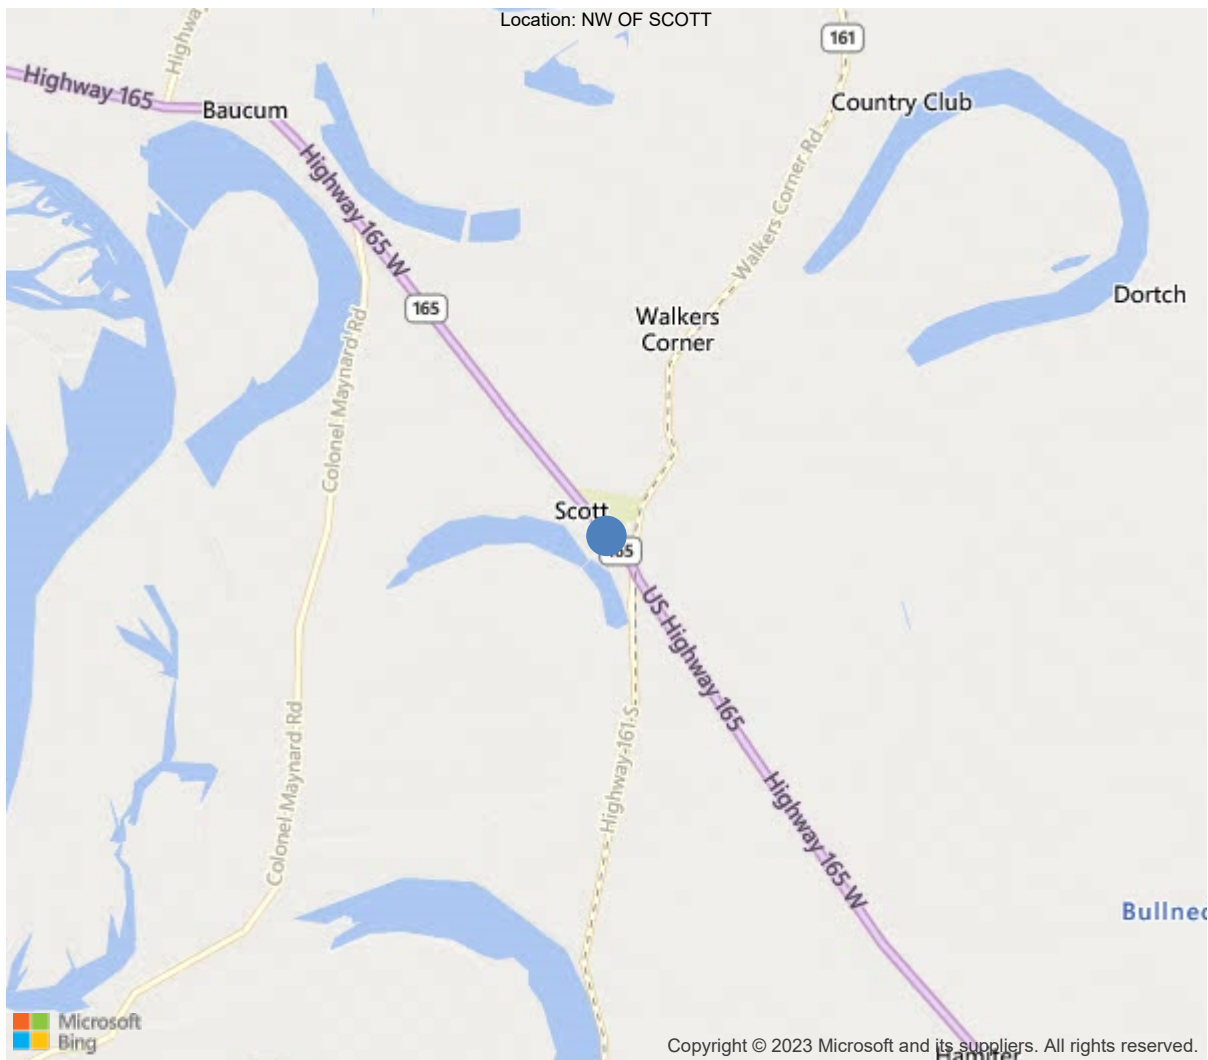 Location: NW OF SCOTT
161
Highway 165
Baucum
Country Club
Highway 165 W
Walkers Corner Rd
165
Dortch
Walkers
Corner
Colonel Maynard Rd
Scott
US Highway 165
Highway-161-S
Colonel Maynard Rd
Highway 165 W
Microsoft
Bing
Copyright © 2023 Microsoft and its suppliers. All rights reserved.